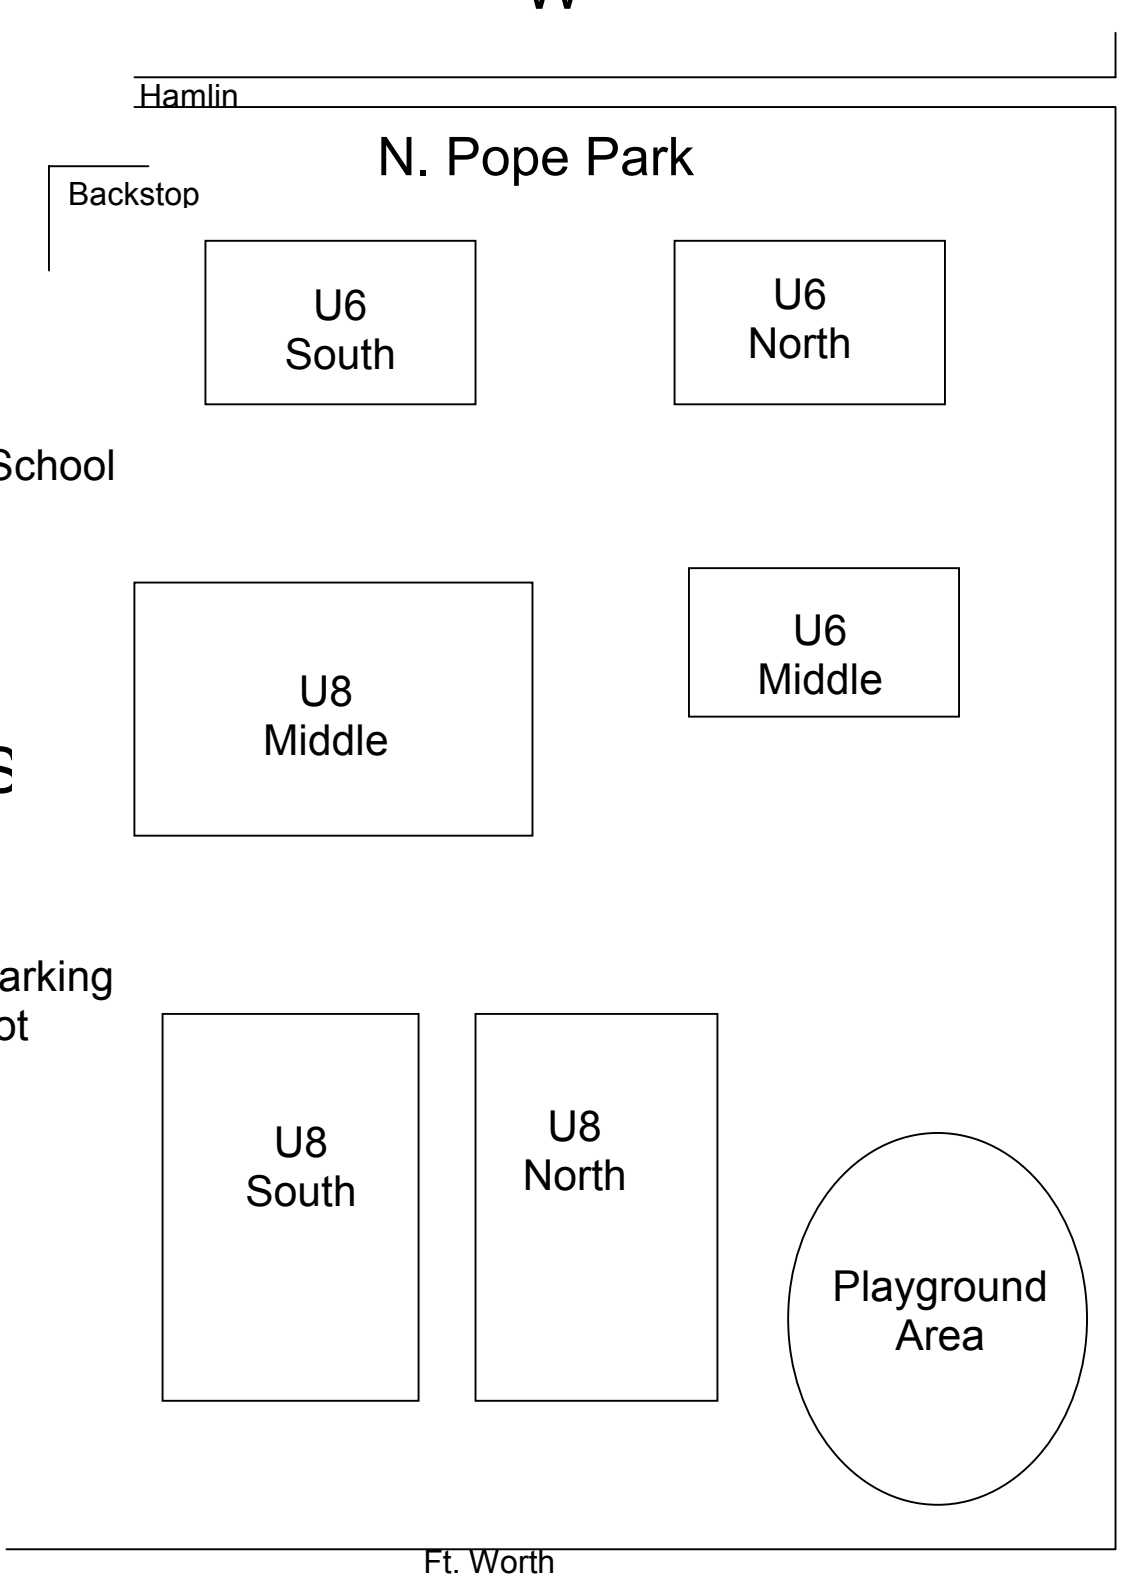 W
Hamlin
N. Pope Park
Backstop
U6
South
U6
North
School
U6
Middle
U8
Middle
S
arking
ot
U8
South
U8
North
Playground
Area
Ft. Worth